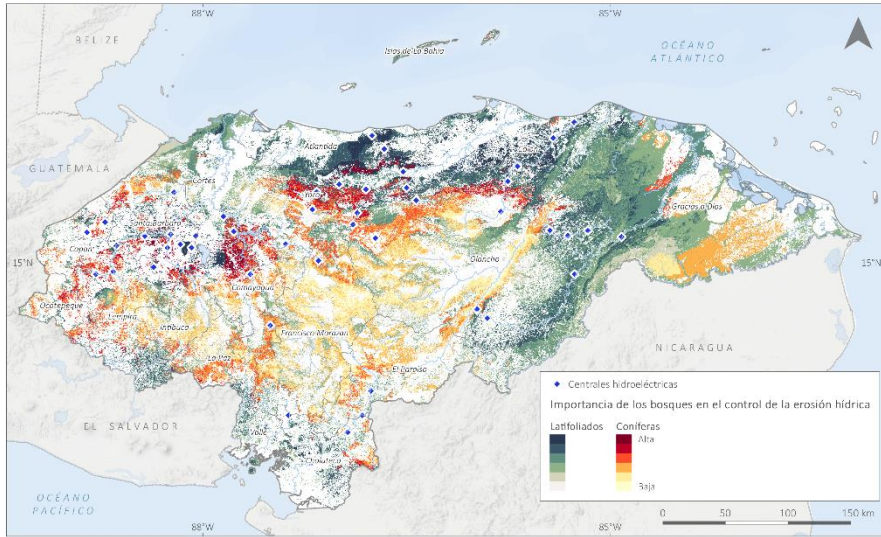 88°W
85°W
BELIZE
Islas de La Bahía
OCÉANO
ATLÁNTICO
GUATEMALA
Atlántida
Colón
Cortés
Yoro
Gracias a Dios
Santa Bárbara
Copán
15°N
15°N
Olancho
Comayagua
Ocotepeque
Lempira
Intibucá
Francisco Morazán
La Paz
El Paraíso
NICARAGUA
EL SALVADOR
Valle
Choluteca
OCÉANO
PACÍFICO
Centrales hidroeléctricas
Importancia de los bosques en el control de la erosión hídrica
Latifoliados
Coníferas
Alta
Baja
0 50 100 150 km
88°W
85°W